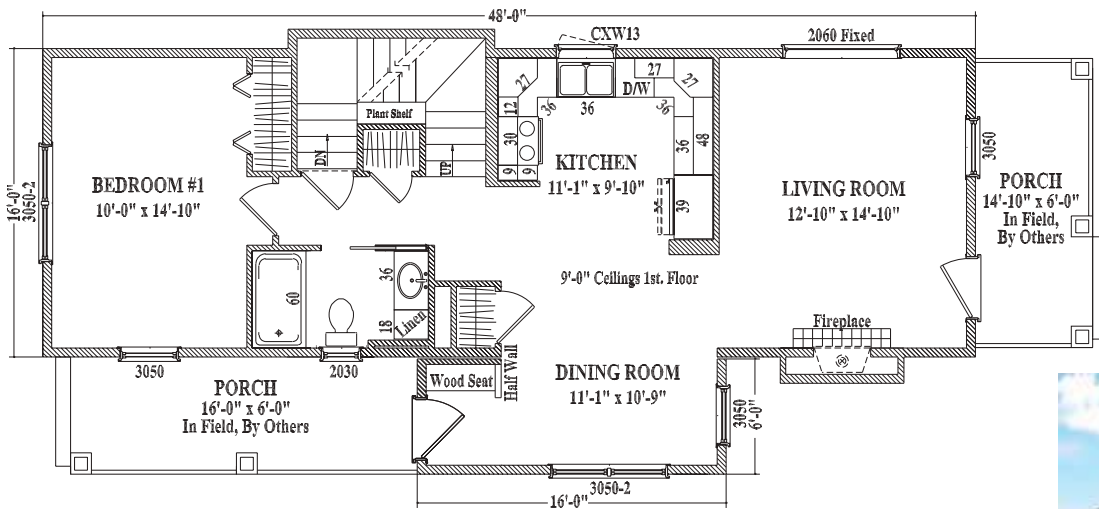 48'-0"
CXW13
2060 Fixed
27
27
D/W
27
27
12
36
36
36
Plant Shelf
30
36
48
3050
DN
UP
9
9
KITCHEN
11'-1" x 9'-10"
39
BEDROOM #1
10'-0" x 14'-10"
16'-0"
3050-2
LIVING ROOM
12'-10" x 14'-10"
PORCH
14'-10" x 6'-0"
In Field,
By Others
9'-0" Ceilings 1st. Floor
60
36
18
Linen
Fireplace
3050
2030
Half Wall
Wood Seat
PORCH
16'-0" x 6'-0"
In Field, By Others
DINING ROOM
11'-1" x 10'-9"
3050
6'-0"
3050-2
16'-0"